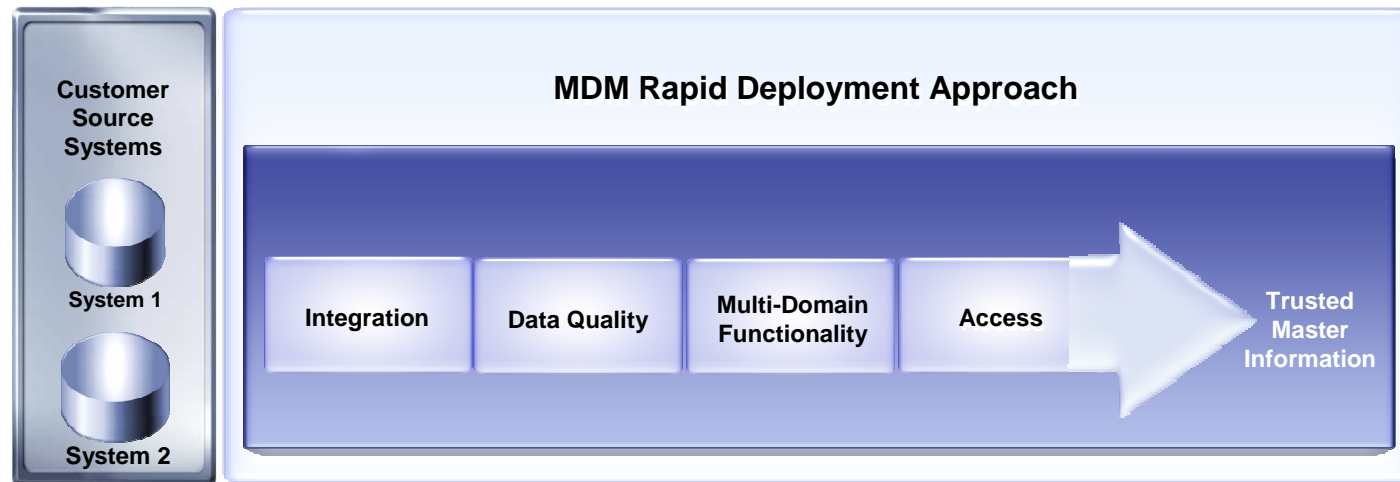 Customer
Source
Systems
System 1
System 2
MDM Rapid Deployment Approach
Integration
Data Quality
Multi-Domain
Functionality
Access
Trusted
Master
Information